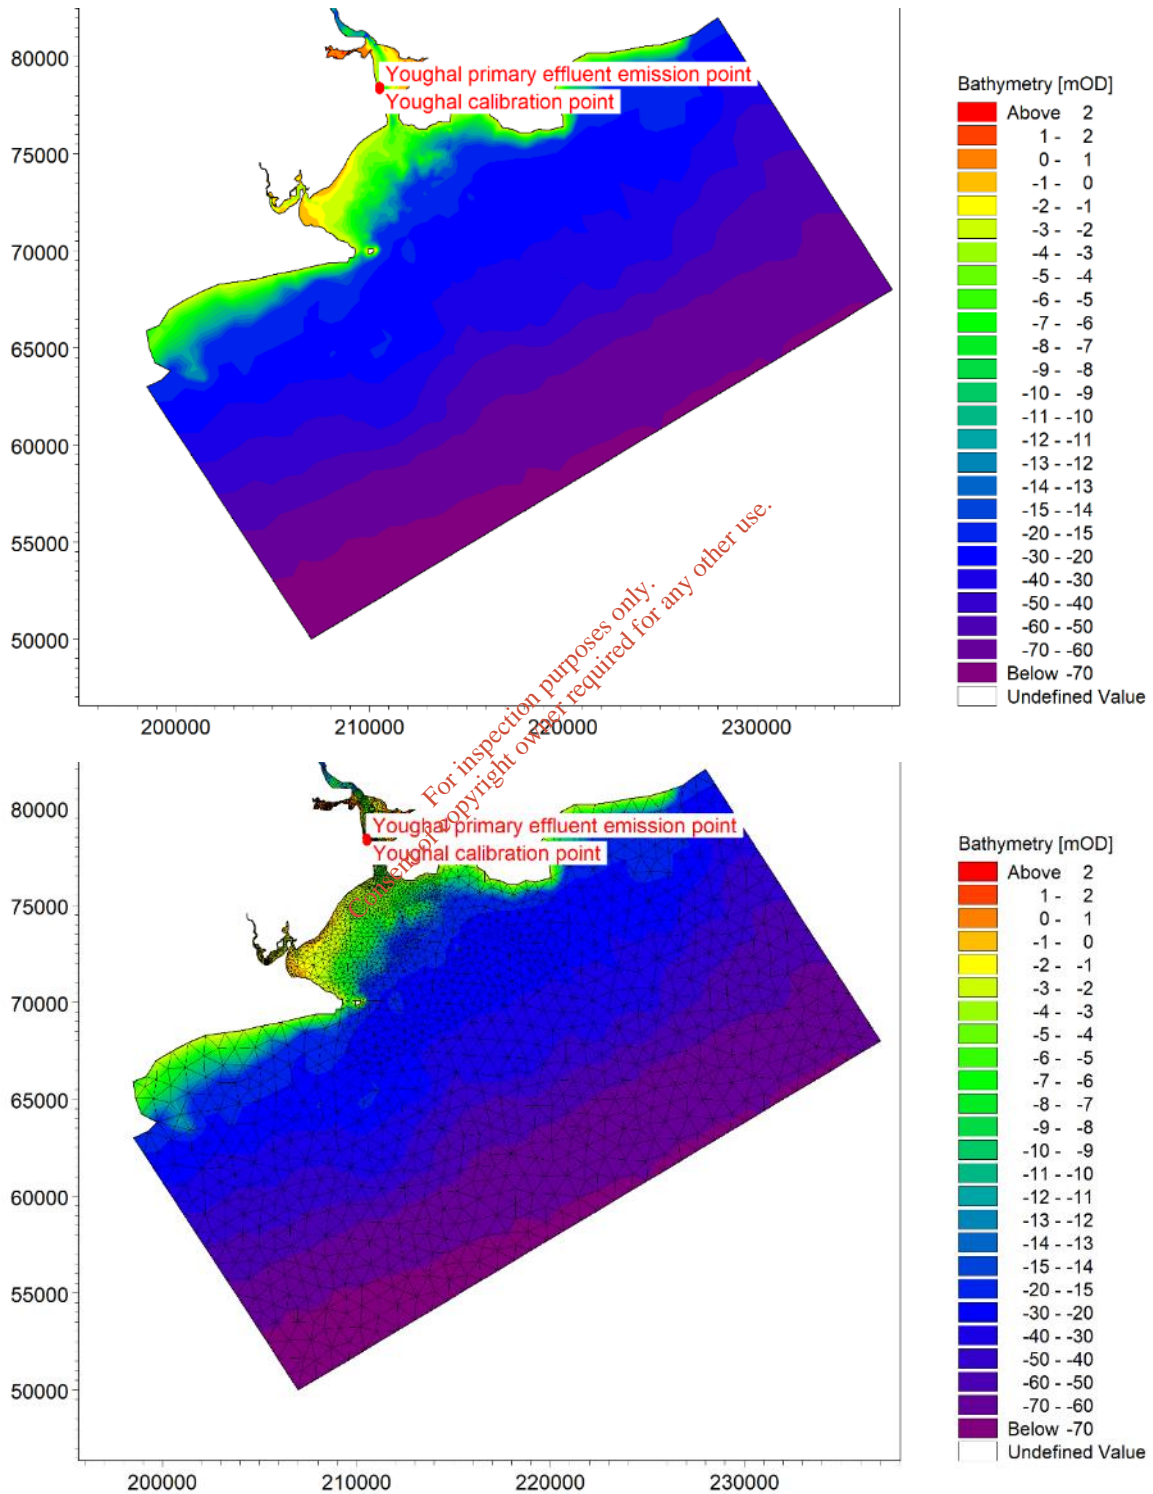 80000
75000
70000
65000
60000
55000
50000
200000
210000
220000
230000
Youghal primary effluent emission point
Youghal calibration point
Bathymetry [mOD]
Above 2
1 - 2
0 - 1
-1 - 0
-2 - -1
-3 - -2
-4 - -3
-5 - -4
-6 - -5
-7 - -6
-8 - -7
-9 - -8
-10 - -9
-11 - -10
-12 - -11
-13 - -12
-14 - -13
-15 - -14
-20 - -15
-30 - -20
-40 - -30
-50 - -40
-60 - -50
-70 - -60
Below -70
Undefined Value
For inspection purposes only.
Consent of copyright owner required for any other use.
80000
75000
70000
65000
60000
55000
50000
200000
210000
220000
230000
Youghal primary effluent emission point
Youghal calibration point
Bathymetry [mOD]
Above 2
1 - 2
0 - 1
-1 - 0
-2 - -1
-3 - -2
-4 - -3
-5 - -4
-6 - -5
-7 - -6
-8 - -7
-9 - -8
-10 - -9
-11 - -10
-12 - -11
-13 - -12
-14 - -13
-15 - -14
-20 - -15
-30 - -20
-40 - -30
-50 - -40
-60 - -50
-70 - -60
Below -70
Undefined Value